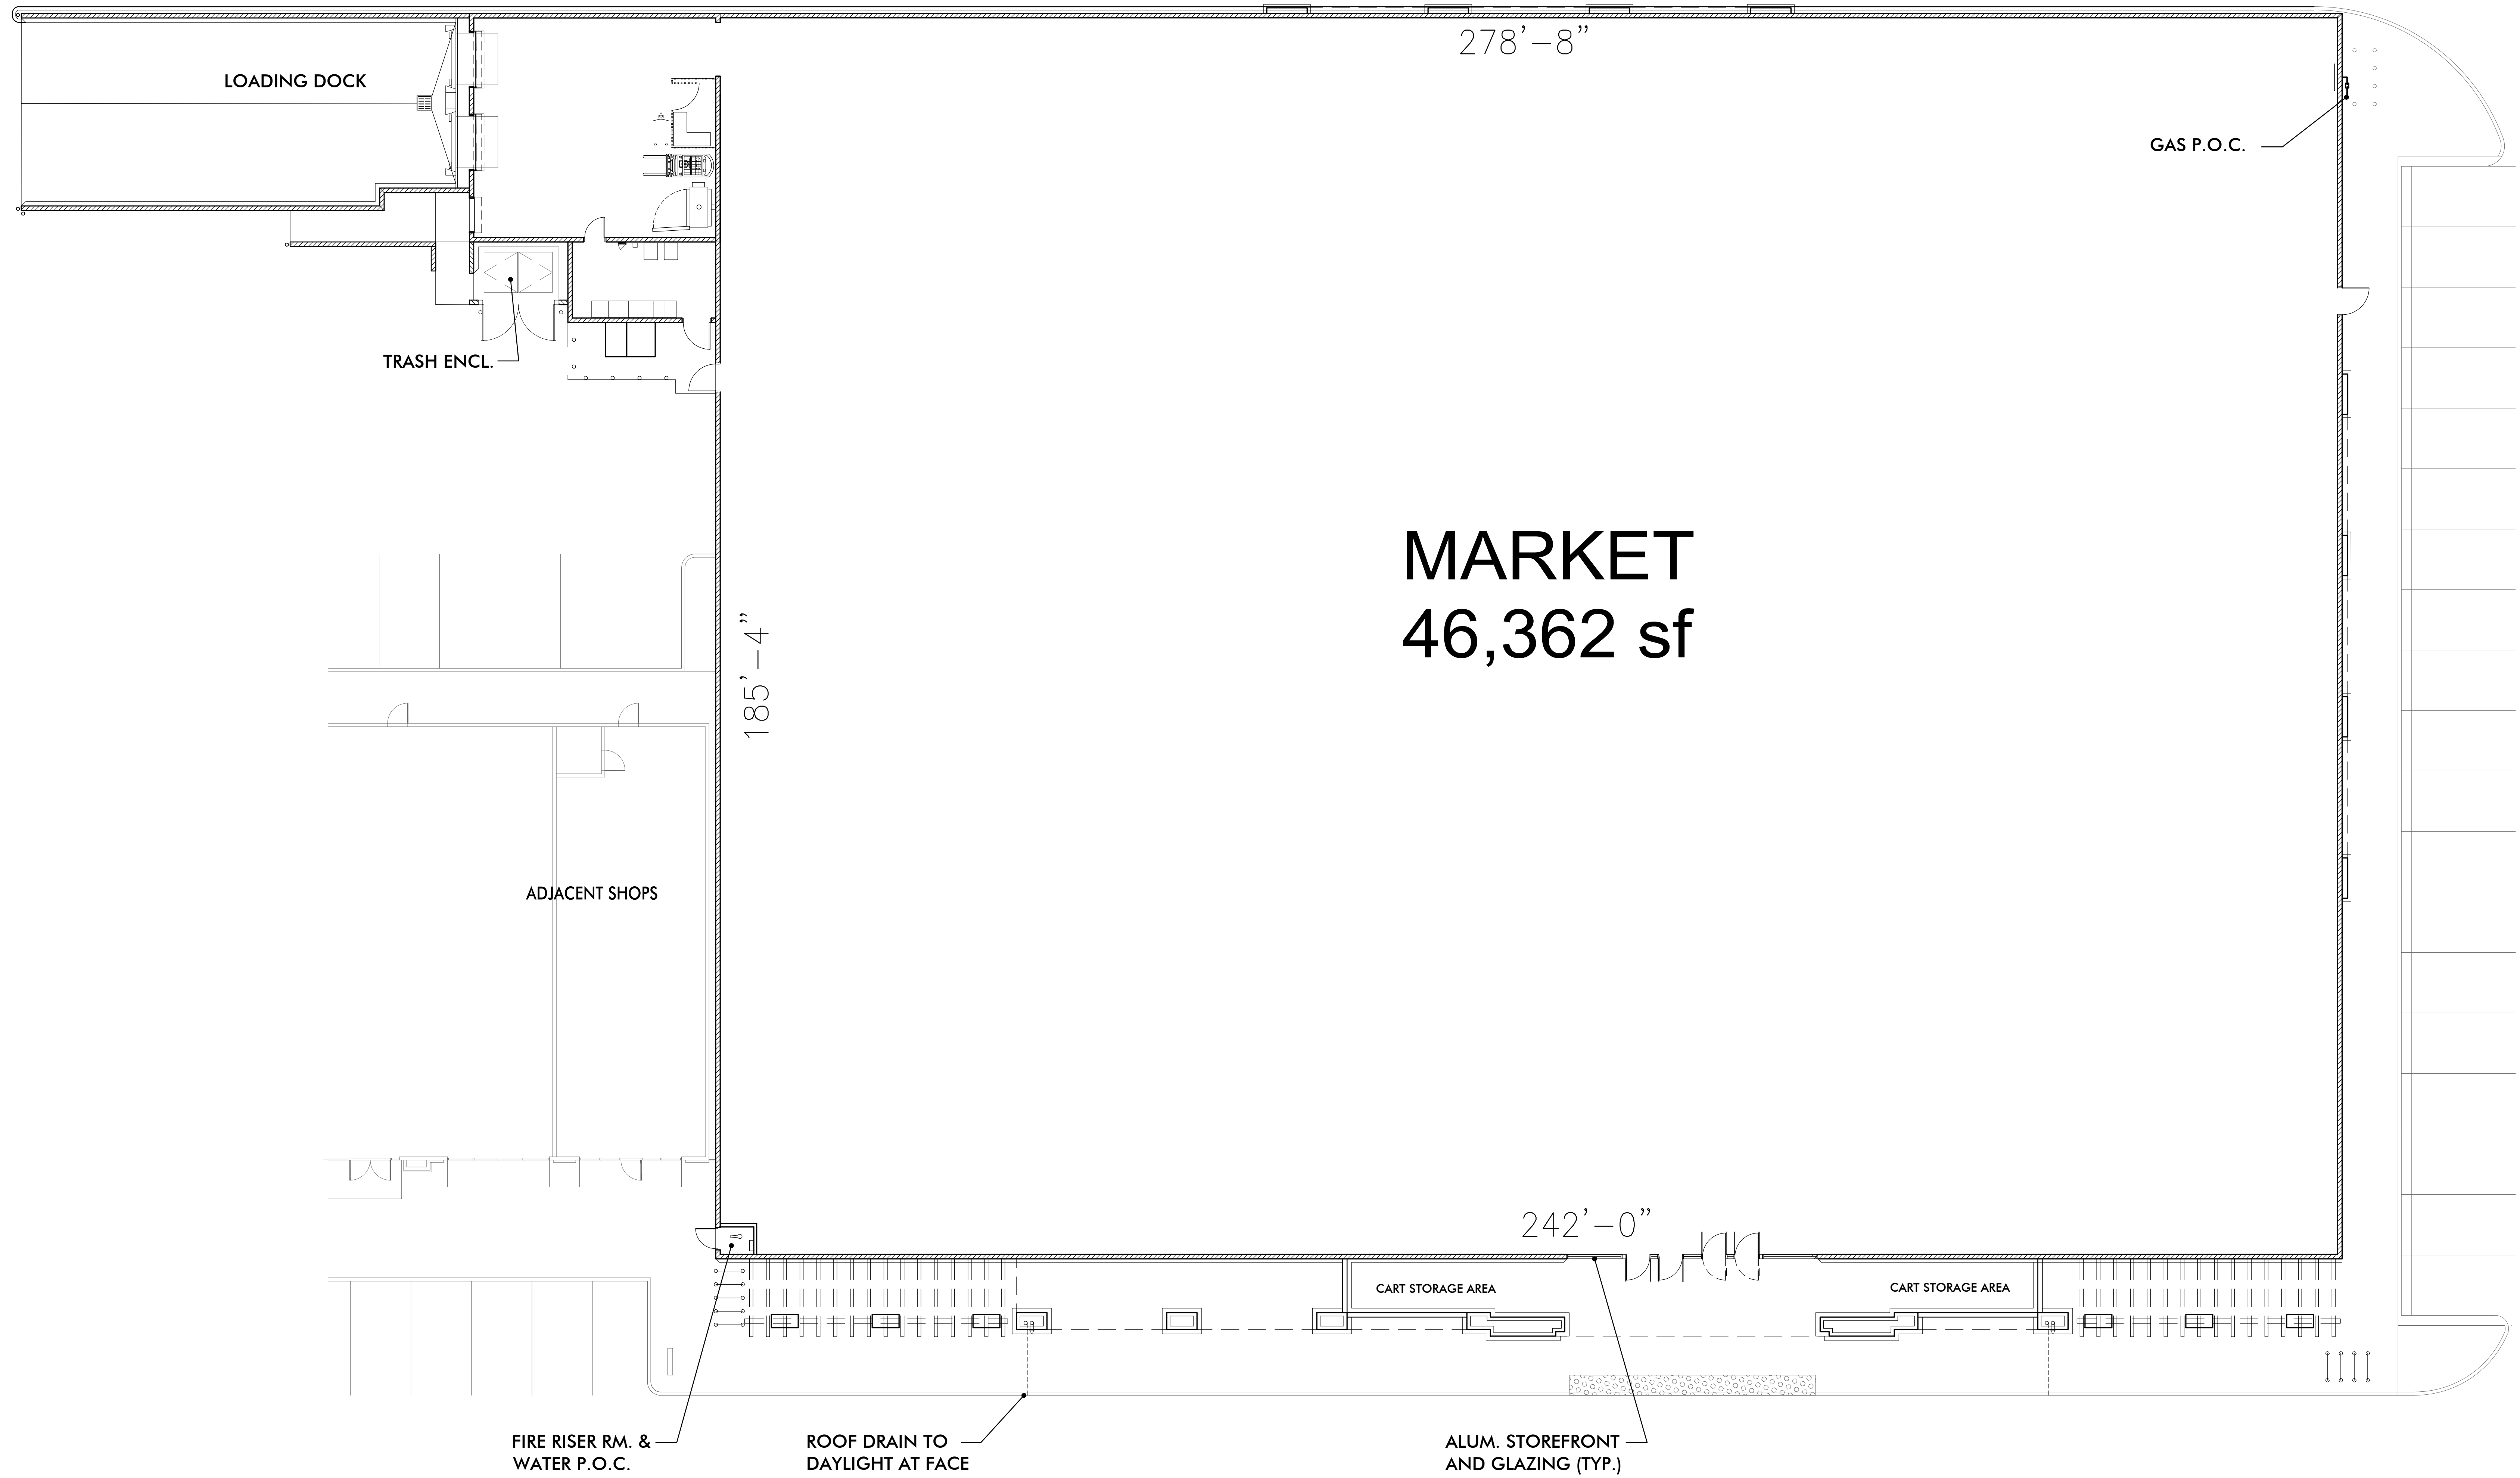 278'-8"
LOADING DOCK
GAS P.O.C.
TRASH ENCL.
MARKET
46,362 sf
185'-4"
ADJACENT SHOPS
242'-0"
CART STORAGE AREA
CART STORAGE AREA
FIRE RISER RM. &
WATER P.O.C.
ROOF DRAIN TO
DAYLIGHT AT FACE
ALUM. STOREFRONT
AND GLAZING (TYP.)